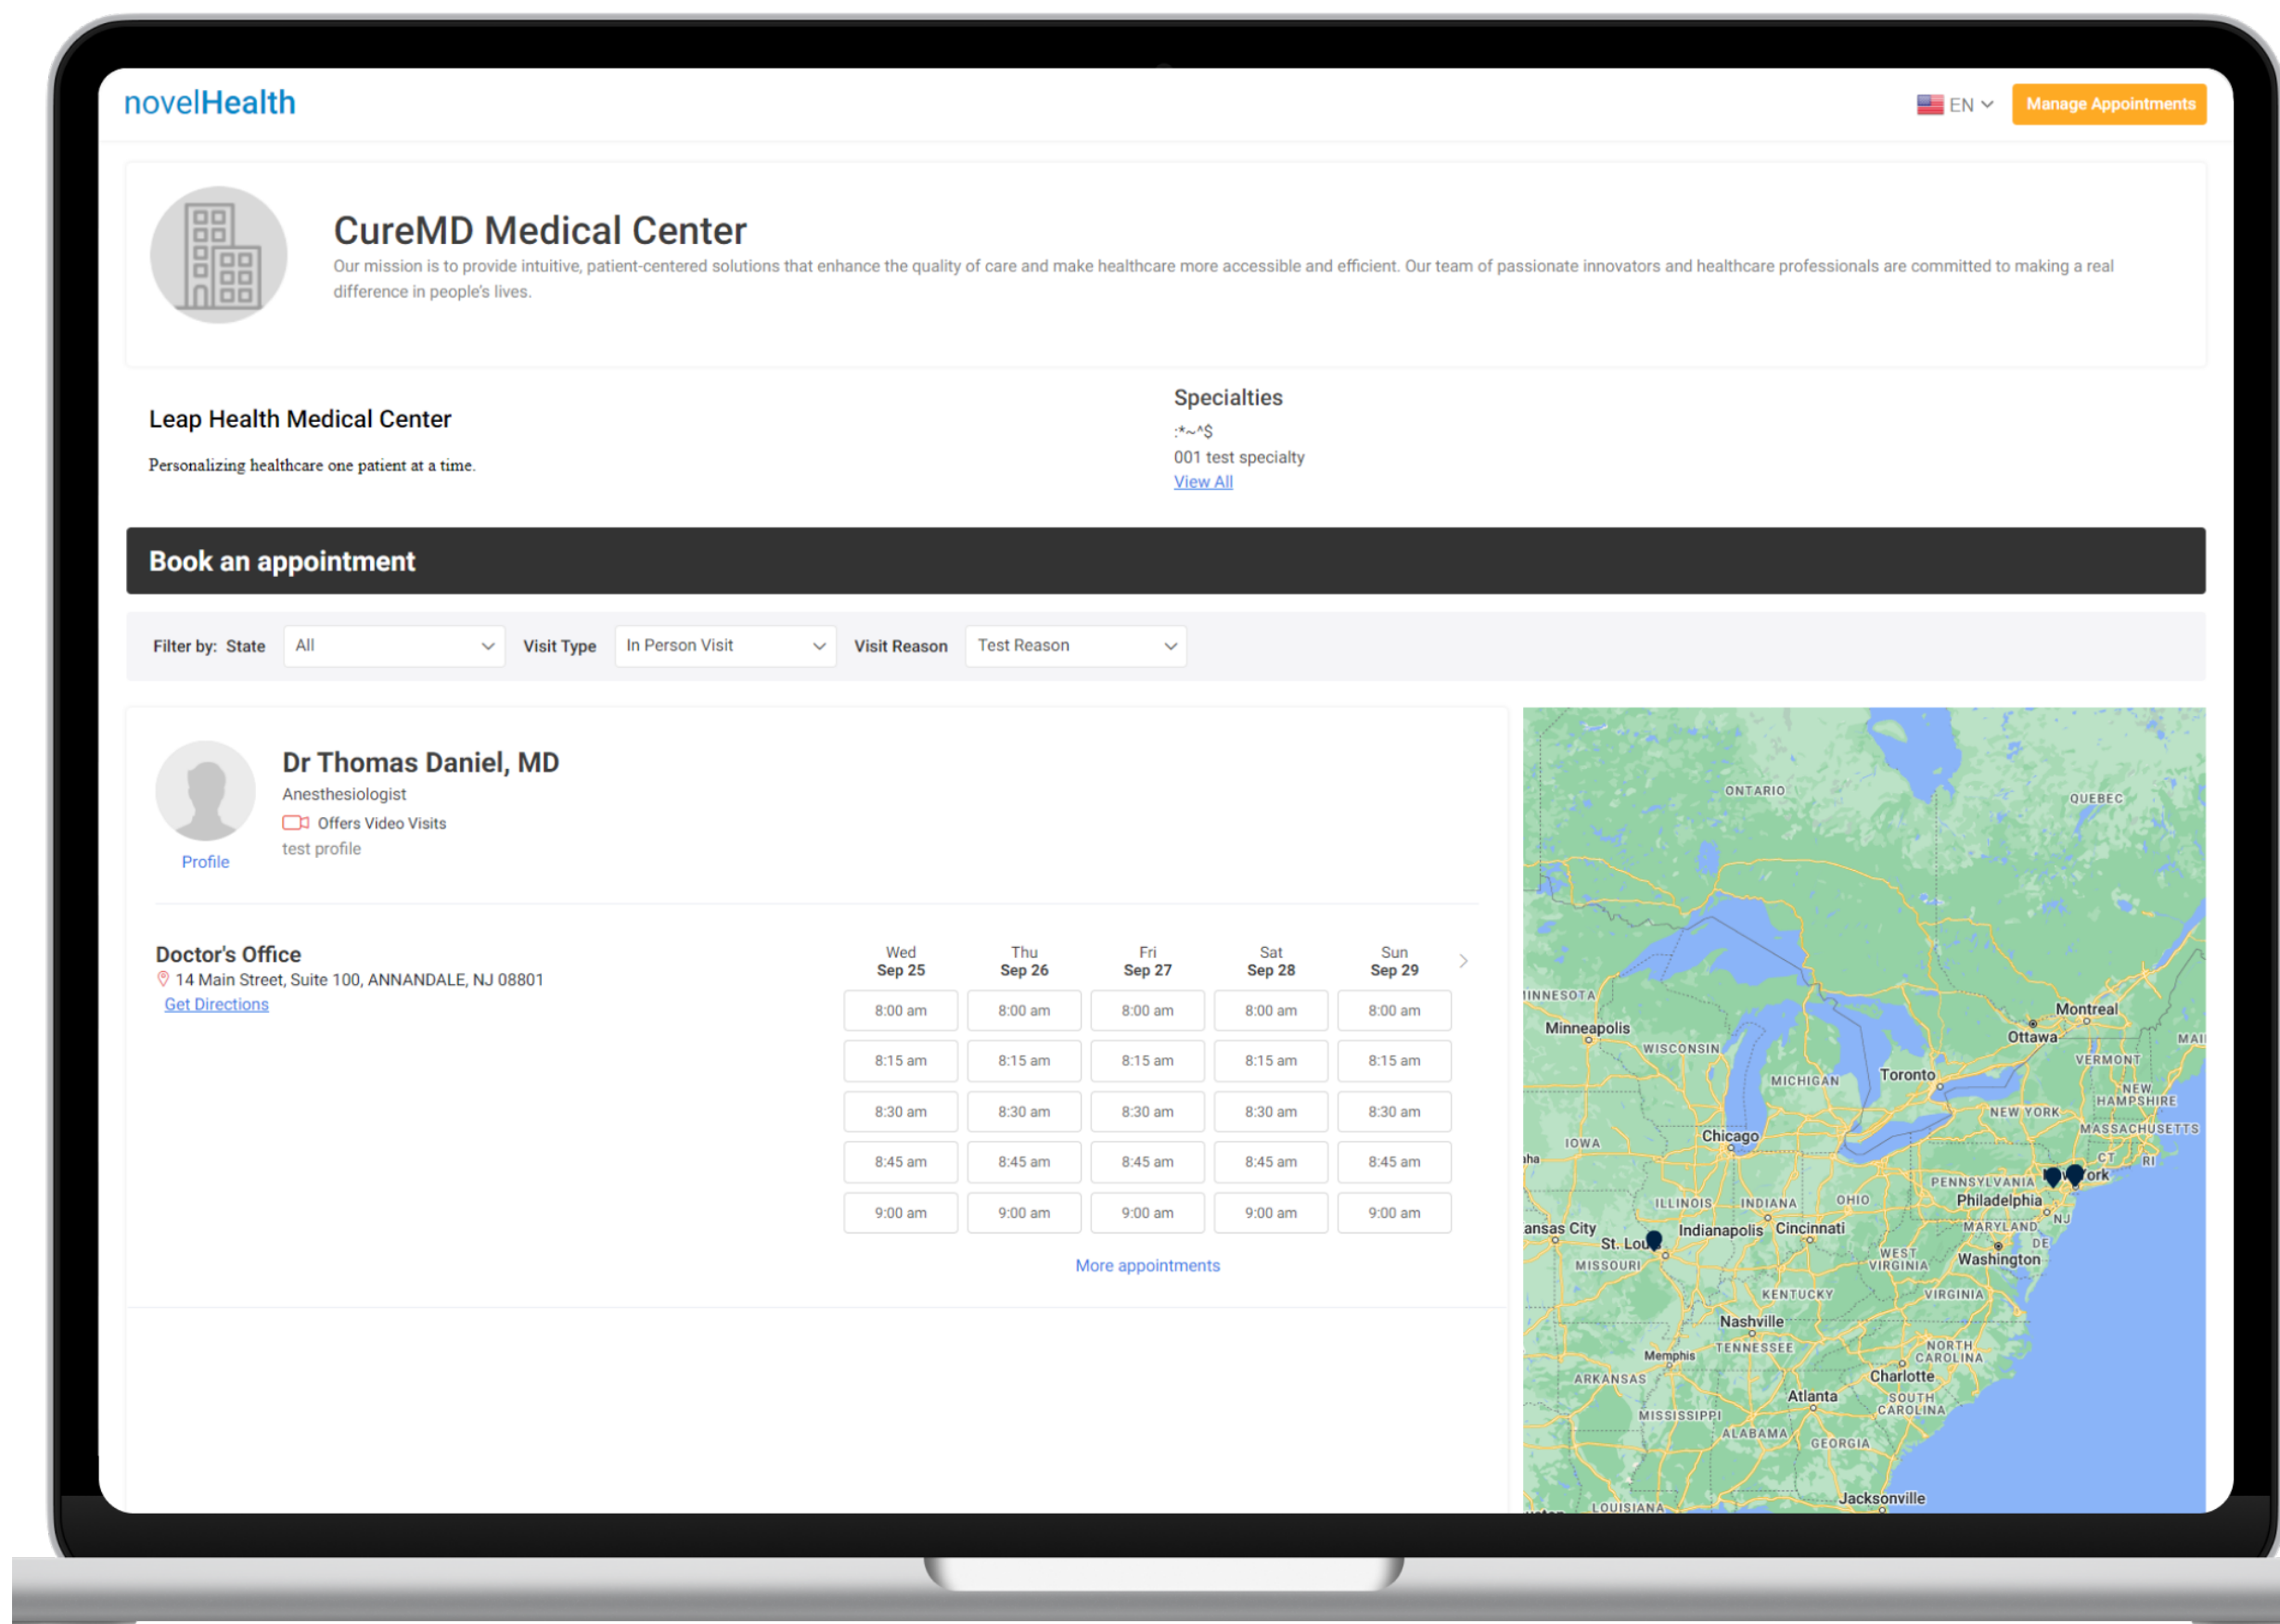 novelHealth
EN
Manage Appointments
CureMD Medical Center
Our mission is to provide intuitive, patient-centered solutions that enhance the quality of care and make healthcare more accessible and efficient. Our team of passionate innovators and healthcare professionals are committed to making a real
difference in people's lives.
Leap Health Medical Center
Personalizing healthcare one patient at a time.
Specialties
:*~^$
001 test specialty
View All
Book an appointment
Filter by: State All Visit Type In Person Visit Visit Reason Test Reason
Dr Thomas Daniel, MD
Anesthesiologist
Offers Video Visits
test profile
Profile
Doctor's Office
14 Main Street, Suite 100, ANNANDALE, NJ 08801
Get Directions
Wed Thu Fri Sat Sun
Sep 25 Sep 26 Sep 27 Sep 28 Sep 29
8:00 am 8:00 am 8:00 am 8:00 am 8:00 am
8:15 am 8:15 am 8:15 am 8:15 am 8:15 am
8:30 am 8:30 am 8:30 am 8:30 am 8:30 am
8:45 am 8:45 am 8:45 am 8:45 am 8:45 am
9:00 am 9:00 am 9:00 am 9:00 am 9:00 am
More appointments
ONTARIO
QUEBEC
INNESOTA
Montreal
Minneapolis
Ottawa
MAI
WISCONSIN
VERMONT
MICHIGAN
Toronto
NEW
HAMPSHIRE
NEW YORK
MASSACHUSETTS
Chicago
IOWA
aha
CT
RI
PENNSYLVANIA
ork
Philadelphia
ILLINOIS
INDIANA
OHIO
NJ
MARYLAND
ansas City
Indianapolis
Cincinnati
St. Lou
DE
WEST
VIRGINIA
Washington
MISSOURI
KENTUCKY
VIRGINIA
Nashville
TENNESSEE
NORTH
CAROLINA
Memphis
Charlotte
ARKANSAS
Atlanta
SOUTH
CAROLINA
MISSISSIPPI
ALABAMA
GEORGIA
Jacksonville
LOUISIANA